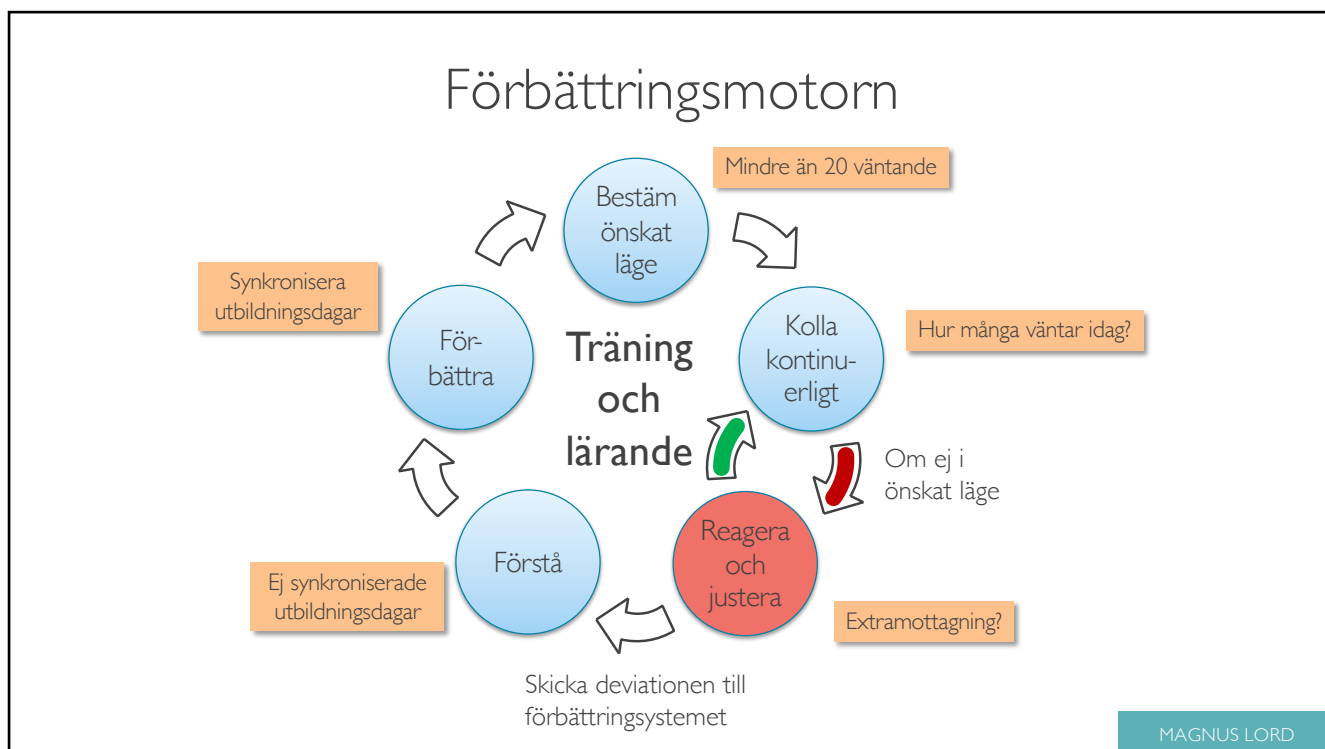 Förbättringsmotorn
Mindre än 20 väntande
Bestäm
önskat
läge
Synkronisera
utbildningsdagar
Kolla
kontinu-
erligt
Hur många väntar idag?
För-
bättra
Träning
och
lärande
Om ej i
önskat läge
Reagera
och
justera
Förstå
Ej synkroniserade
utbildningsdagar
Extramottagning?
Skicka deviationen till
förbättringsystemet
MAGNUS LORD